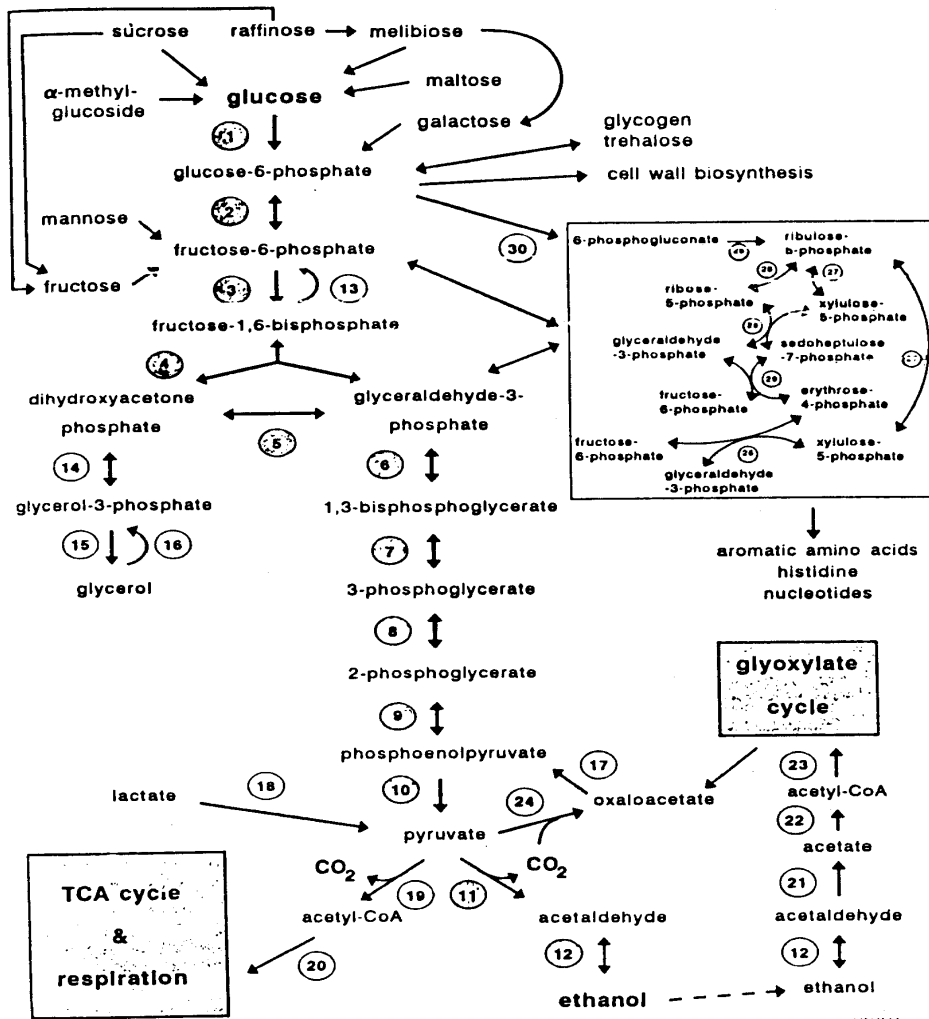 sucrose raffinose melibiose
α-methyl-
glucoside
glucose
maltose
galactose
1
glycogen
trehalose
glucose-6-phosphate
cell wall biosynthesis
mannose
2
30
fructose-6-phosphate
fructose
3
13
fructose-1,6-bisphosphate
4
dihydroxyacetone
phosphate
glyceraldehyde-3-
phosphate
5
14
6
glycerol-3-phosphate
1,3-bisphosphoglycerate
15
16
7
glycerol
3-phosphoglycerate
8
2-phosphoglycerate
9
phosphoenolpyruvate
10
17
18
lactate
24
oxaloacetate
pyruvate
CO2
CO2
19
11
acetyl-CoA
acetaldehyde
20
12
ethanol
TCA cycle
&
respiration
6-phosphogluconate
ribulose-
5-phosphate
27
ribose-
5-phosphate
xylulose-
5-phosphate
glyceraldehyde
-3-phosphate
sedoheptulose
-7-phosphate
29
fructose-
6-phosphate
erythrose-
4-phosphate
fructose-
6-phosphate
26
xylulose-
5-phosphate
glyceraldehyde
-3-phosphate
aromatic amino acids
histidine
nucleotides
glyoxylate
cycle
23
acetyl-CoA
22
acetate
21
acetaldehyde
12
ethanol